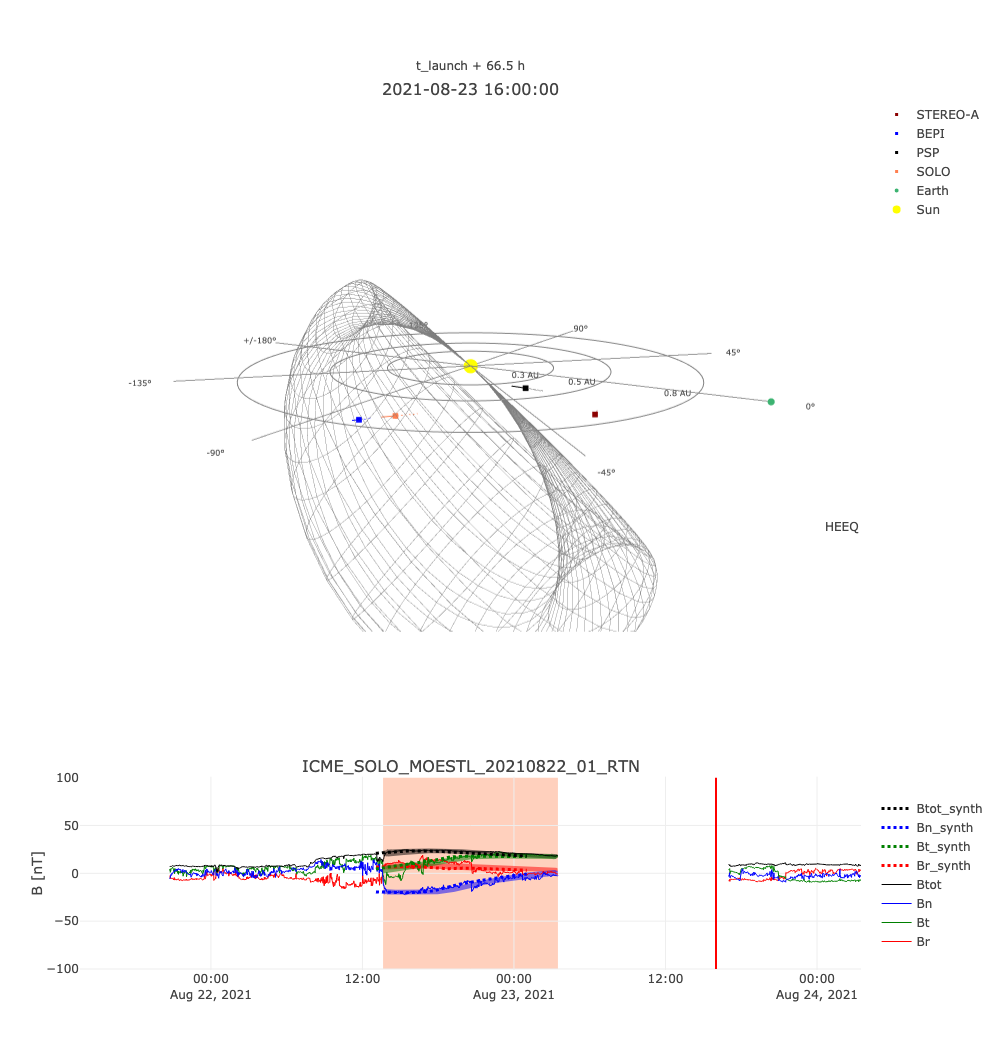 t_launch + 66.5 h
2021-08-23 16:00:00
STEREO-A
BEPI
PSP
SOLO
Earth
Sun
90°
+/-180°
45°
0.3 AU
0.5 AU
-135°
0.8 AU
0°
-90°
-45°
HEEQ
ICME_SOLO_MOESTL_20210822_01_RTN
B [nT]
100
50
0
−50
−100
00:00
Aug 22, 2021
12:00
00:00
Aug 23, 2021
12:00
00:00
Aug 24, 2021
Btot_synth
Bn_synth
Bt_synth
Br_synth
Btot
Bn
Bt
Br